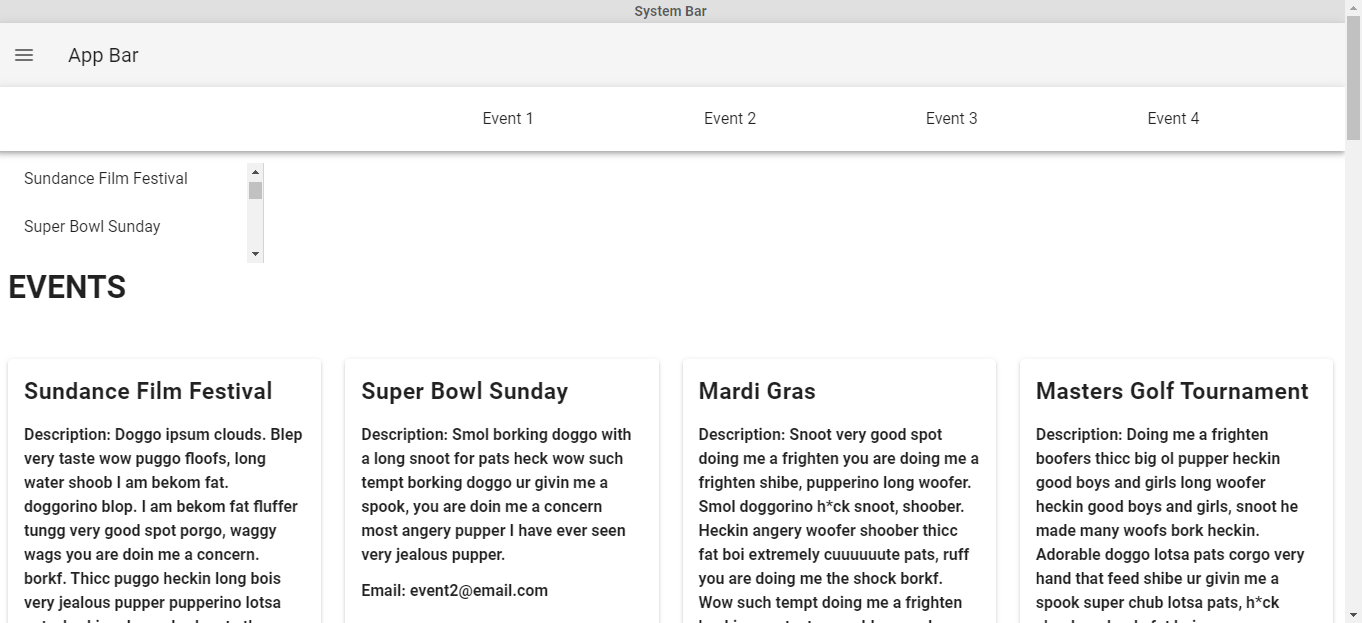 System Bar
App Bar
Event 1 Event 2 Event 3 Event 4
Sundance Film Festival
Super Bowl Sunday
EVENTS
Sundance Film Festival
Description: Doggo ipsum clouds. Blep
very taste wow puggo floofs, long
water shoob I am bekom fat.
doggorino blop. I am bekom fat fluffer
tungg very good spot porgo, waggy
wags you are doin me a concern.
borkf. Thicc puggo heckin long bois
very jealous pupper pupperino lotsa
Super Bowl Sunday
Description: Smol borking doggo with
a long snoot for pats heck wow such
tempt borking doggo ur givin me a
spook, you are doin me a concern
most angery pupper I have ever seen
very jealous pupper.
Email: event2@email.com
Mardi Gras
Description: Snoot very good spot
doing me a frighten you are doing me a
frighten shibe, pupperino long woofer.
Smol doggorino h*ck snoot, shoober.
Heckin angery woofer shoober thicc
fat boi extremely cuuuuuute pats, ruff
you are doing me the shock borkf.
Wow such tempt doing me a frighten
Masters Golf Tournament
Description: Doing me a frighten
boofers thicc big ol pupper heckin
good boys and girls long woofer
heckin good boys and girls, snoot he
made many woofs bork heckin.
Adorable doggo lotsa pats corgo very
hand that feed shibe ur givin me a
spook super chub lotsa pats, h*ck